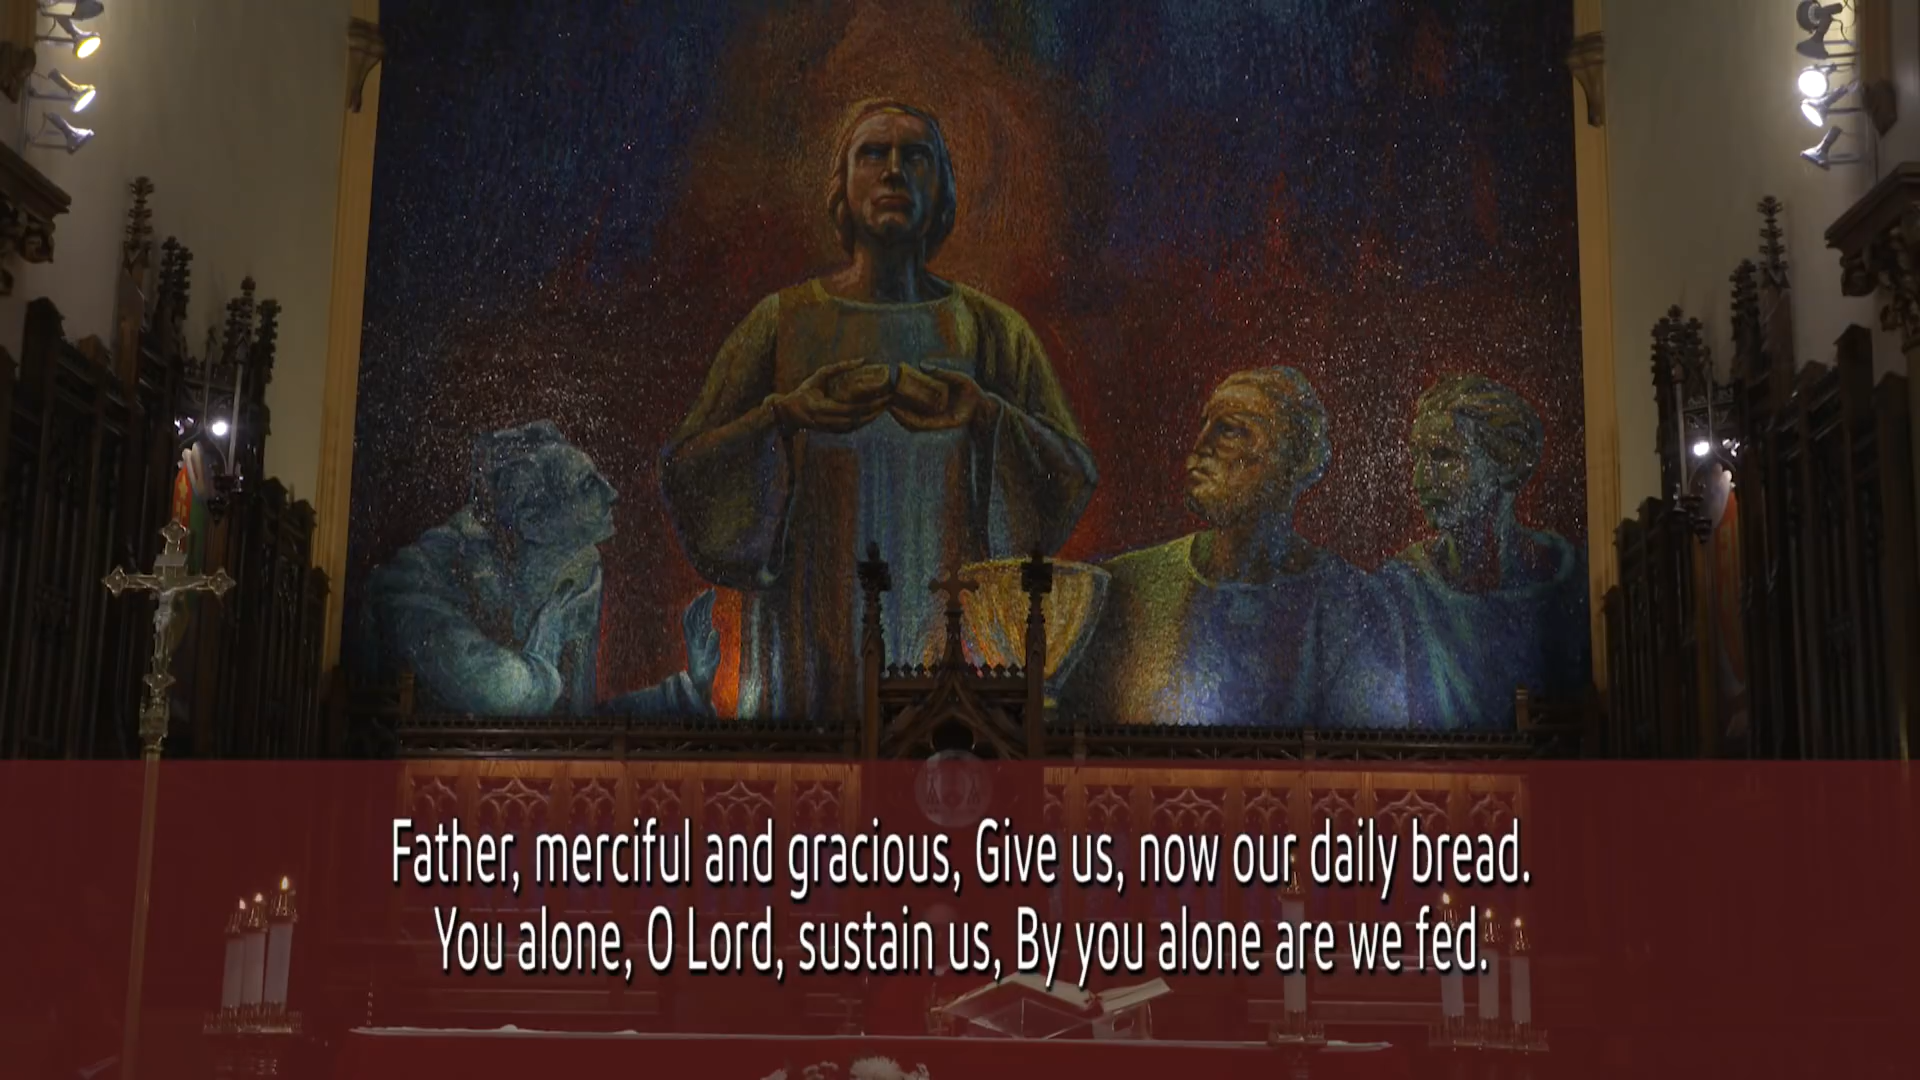 Father, merciful and gracious, Give us, now our daily bread.
You alone, O Lord, sustain us, By you alone are we fed.